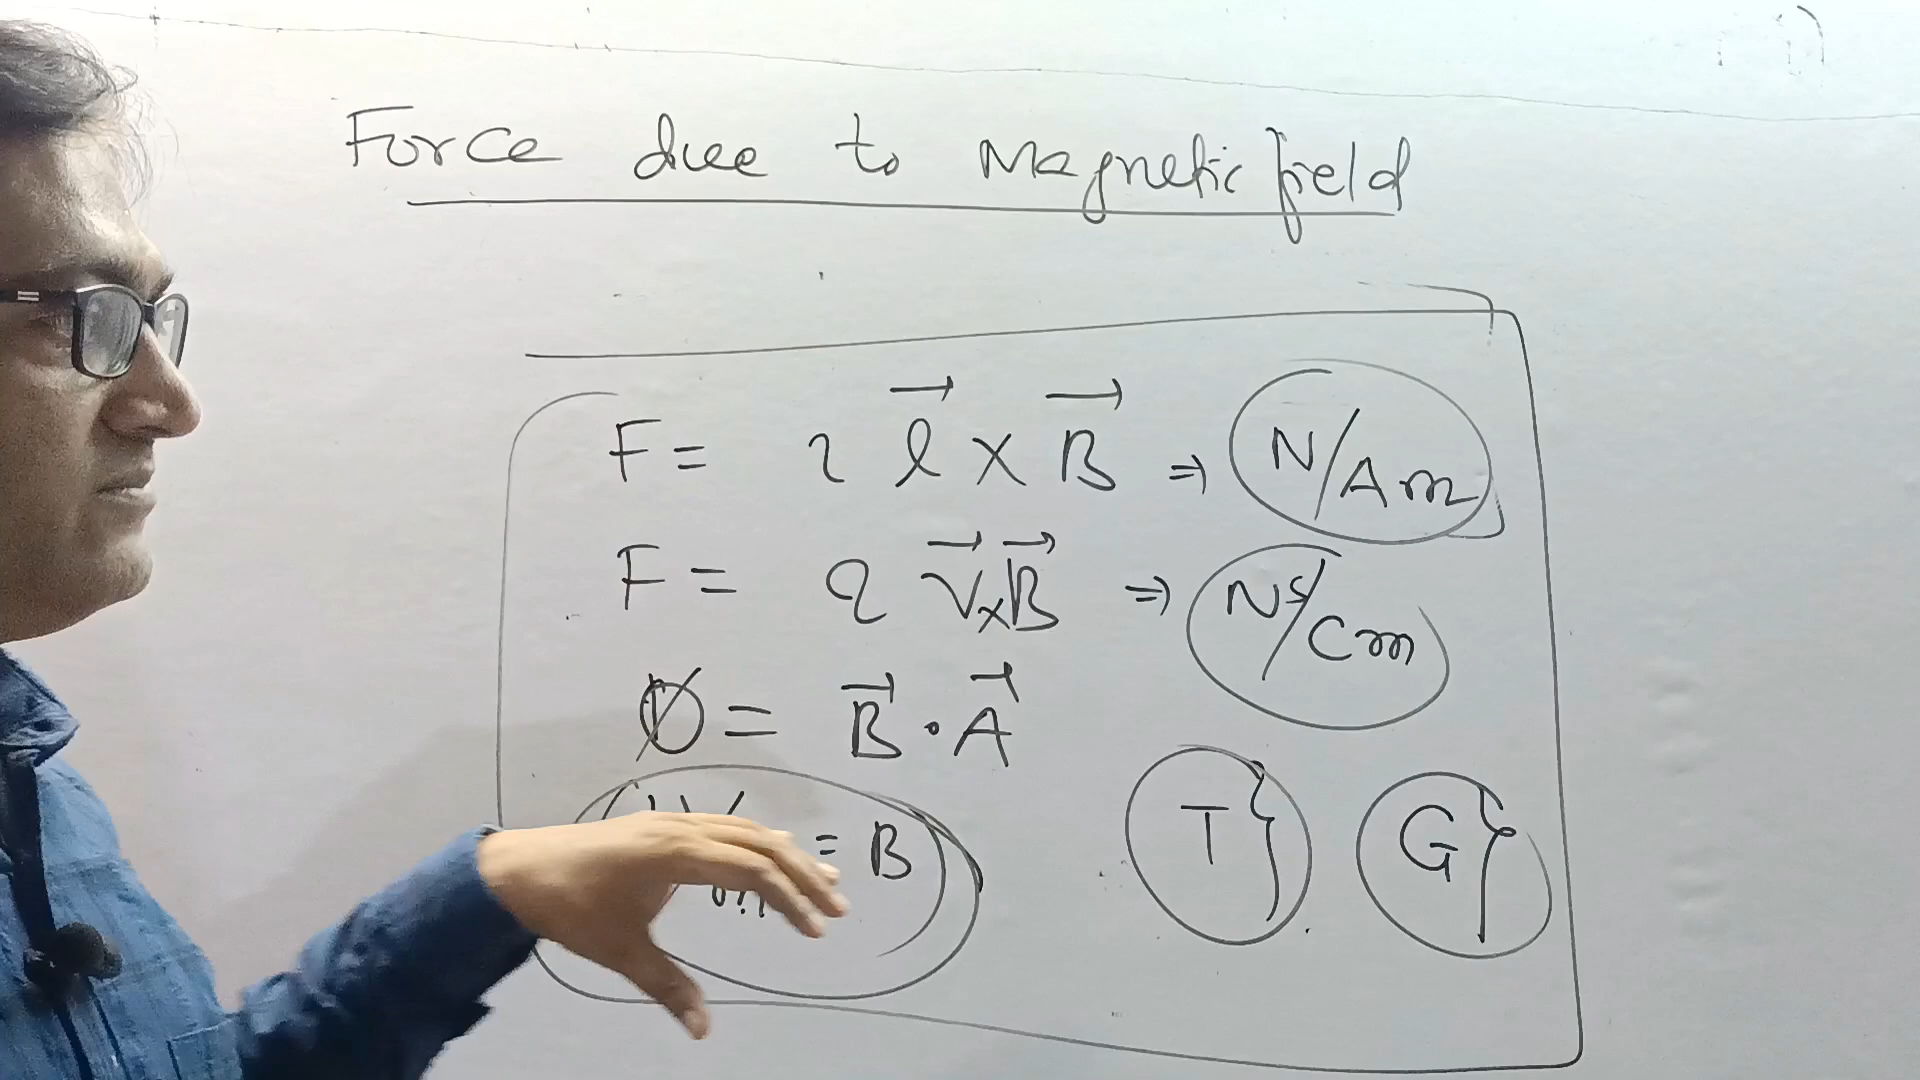 Force due to Magnetic field
F = i l⃗ × B⃗ ⇒ N/Am
F = q V⃗ × B⃗ ⇒ Ns/Cm
Ø = B⃗ · A⃗
= B T} G}